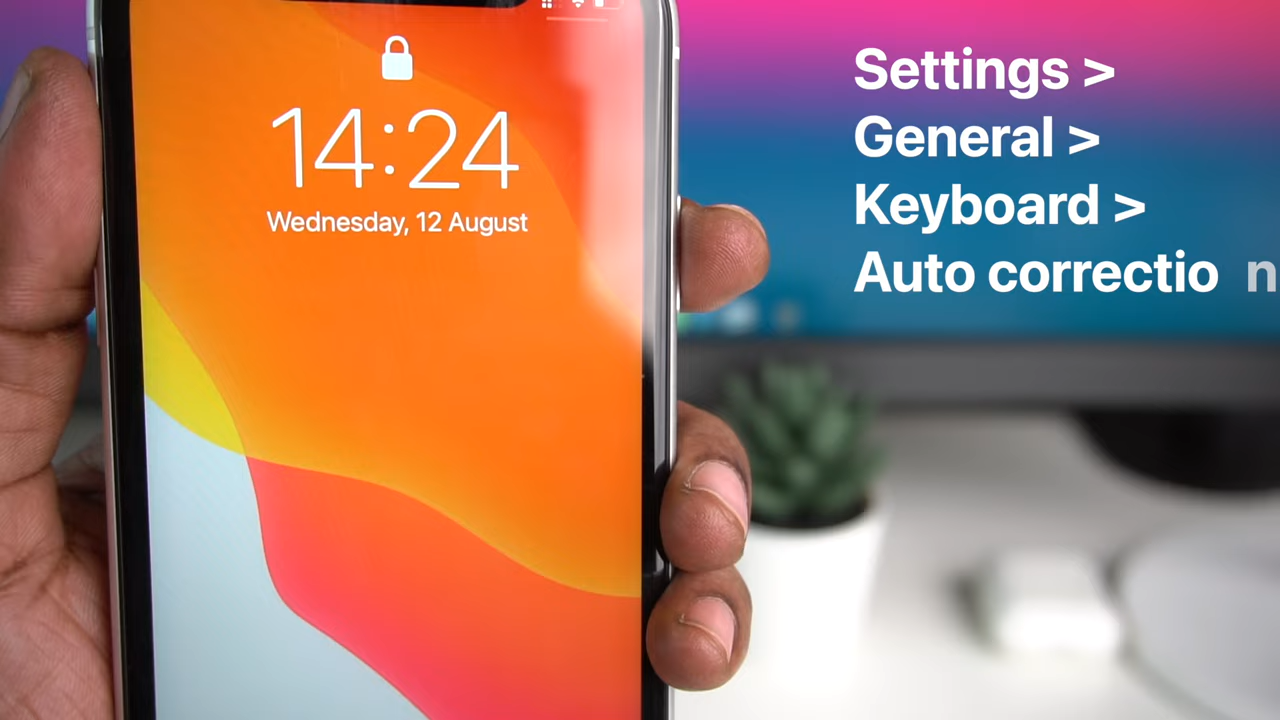 14:24
Wednesday, 12 August
Settings >
General >
Keyboard >
Auto correctio n